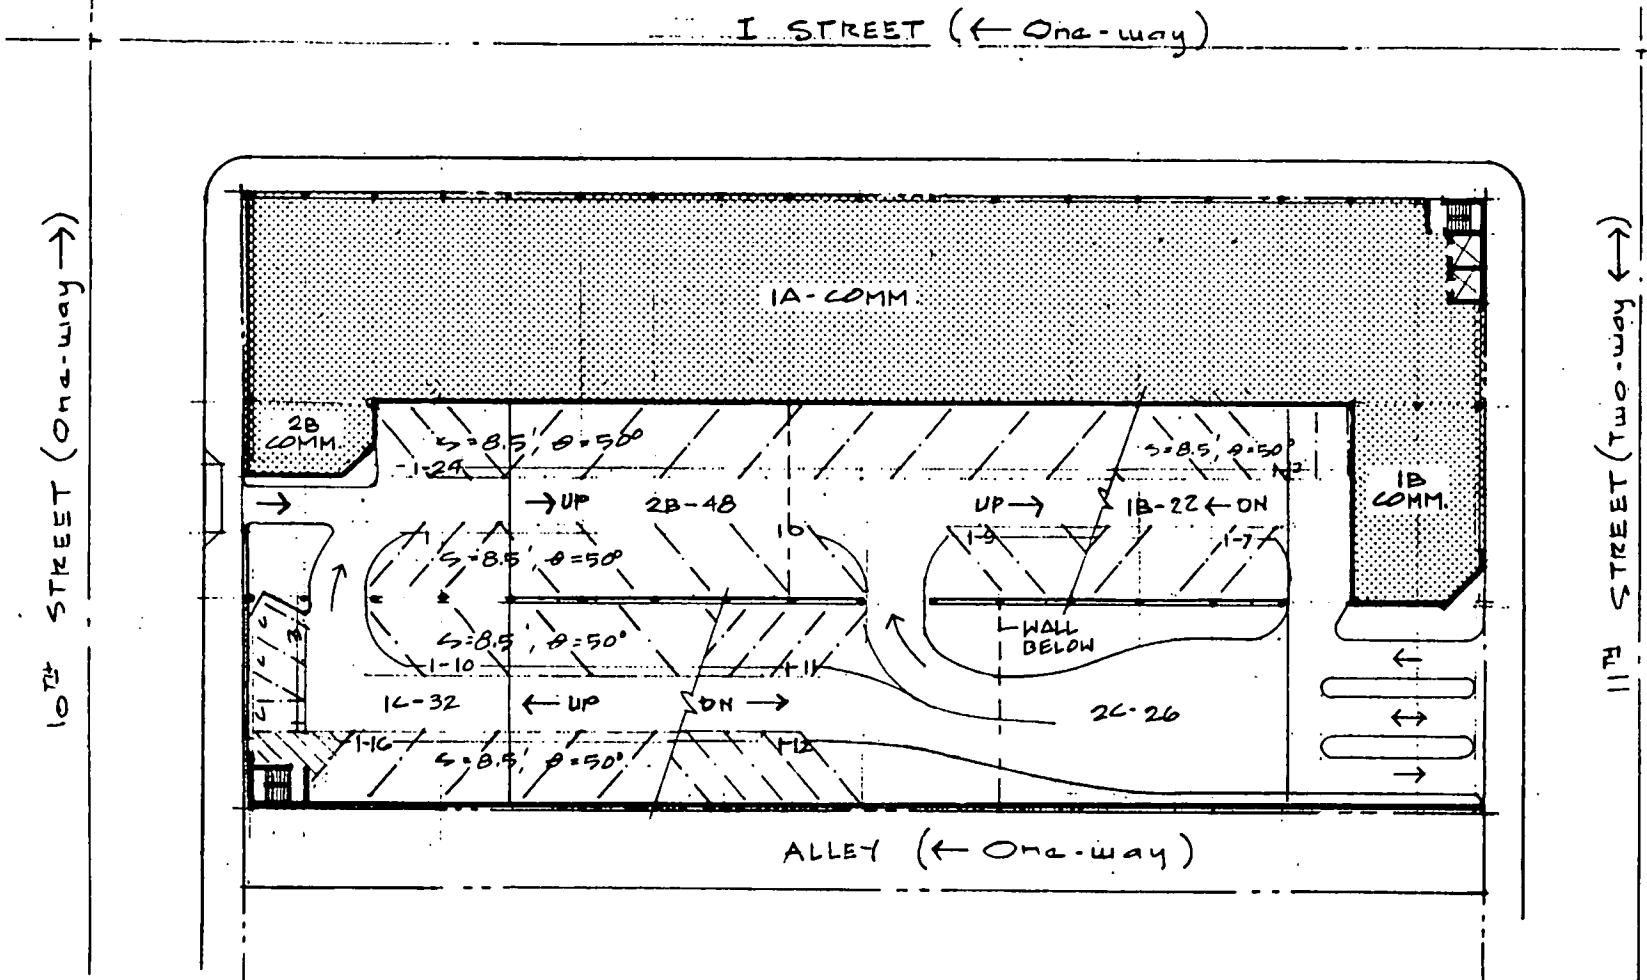 I STREET (← One-way)
10TH STREET (One-way →)
11TH STREET (Two-way ↔)
1A-COMM.
2B
COMM.
1B
COMM.
S=8.5', θ=50°
S=8.5', θ=50°
1-24
→UP
2B-48
UP→
1B-22
←DN
1
10
1-9
1-7
S=8.5', θ=50°
S=8.5', θ=50°
WALL
BELOW
1-10
1-11
1C-32
←UP
DN→
2C-26
1-16
1-12
S=8.5', θ=50°
ALLEY (← One-way)